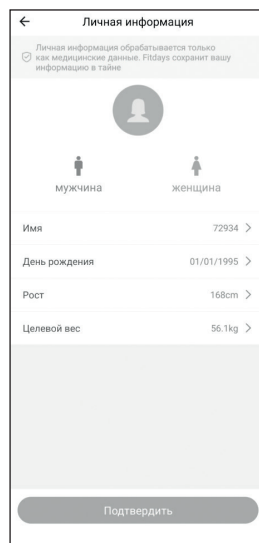 Личная информация
Личная информация обрабатывается только
как медицинские данные. Fitdays сохранит вашу
информацию в тайне
мужчина женщина
Имя 72934
День рождения 01/01/1995
Рост 168cm
Целевой вес 56.1kg
Подтвердить